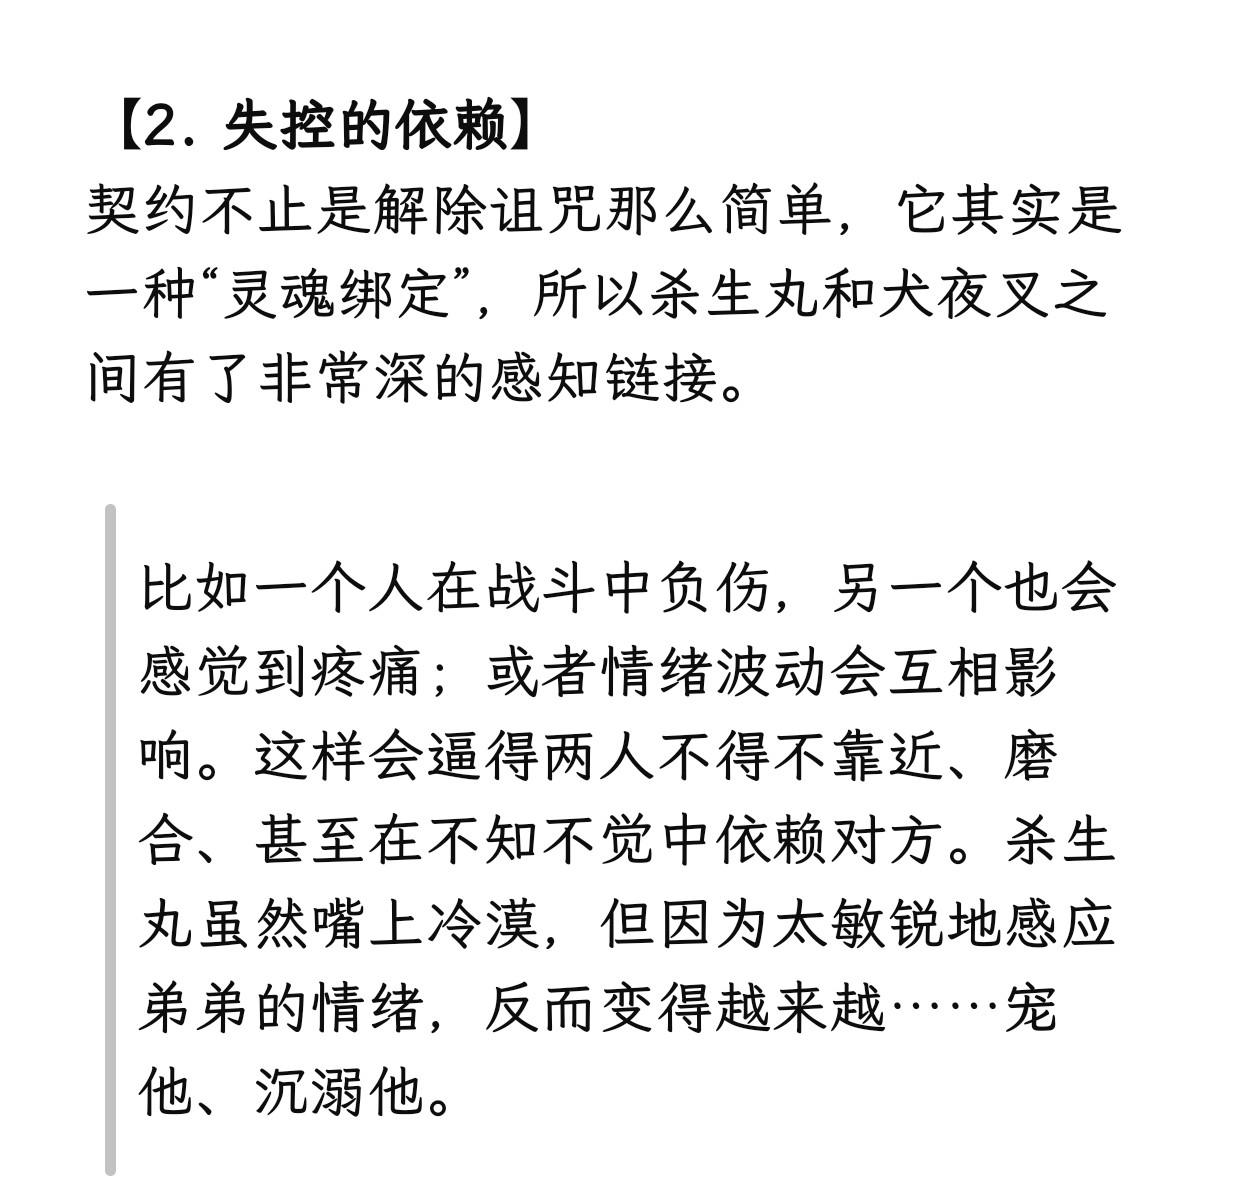 【2. 失控的依赖】
契约不止是解除诅咒那么简单，它其实是
一种“灵魂绑定”，所以杀生丸和犬夜叉之
间有了非常深的感知链接。
比如一个人在战斗中负伤，另一个也会
感觉到疼痛；或者情绪波动会互相影
响。这样会逼得两人不得不靠近、磨
合、甚至在不知不觉中依赖对方。杀生
丸虽然嘴上冷漠，但因为太敏锐地感应
弟弟的情绪，反而变得越来越……宠
他、沉溺他。